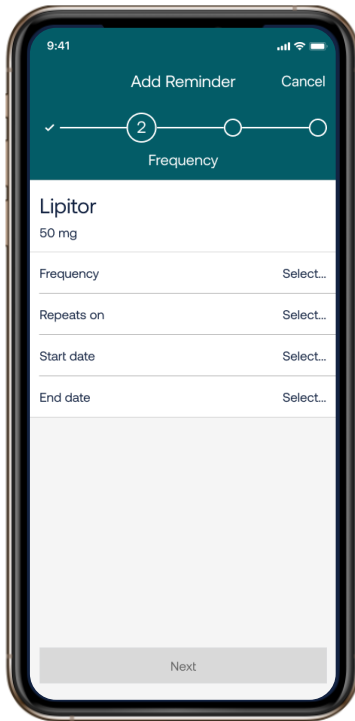 9:41
Add Reminder Cancel
2
Frequency
Lipitor
50 mg
Frequency Select...
Repeats on Select...
Start date Select...
End date Select...
Next